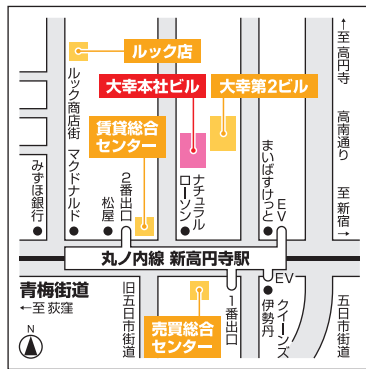 ルック店
大幸本社ビル
大幸第2ビル
賃貸総合
センター
↑至高円寺
高南通り
至新宿→
ルック商店街
みずほ銀行
マクドナルド
松屋
2番出口
ナチュラル
ローソン
まいばすけっと
EV
丸ノ内線 新高円寺駅
青梅街道
←至 荻窪
N
旧五日市街道
売買総合
センター
1番出口
EV
クイーンズ
伊勢丹
五日市街道